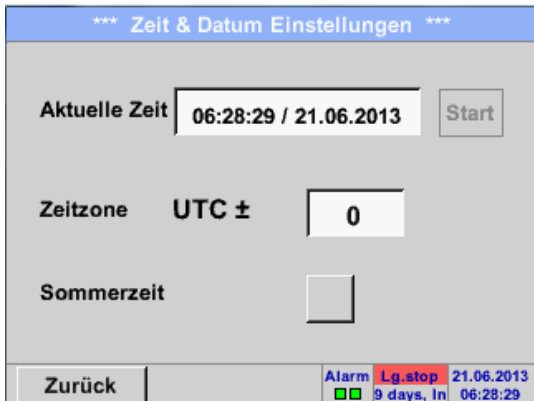 *** Zeit & Datum Einstellungen ***
Aktuelle Zeit 06:28:29 / 21.06.2013 Start
Zeitzone UTC ± 0
Sommerzeit
Zurück Alarm Lg.stop 21.06.2013
9 days, In 06:28:29